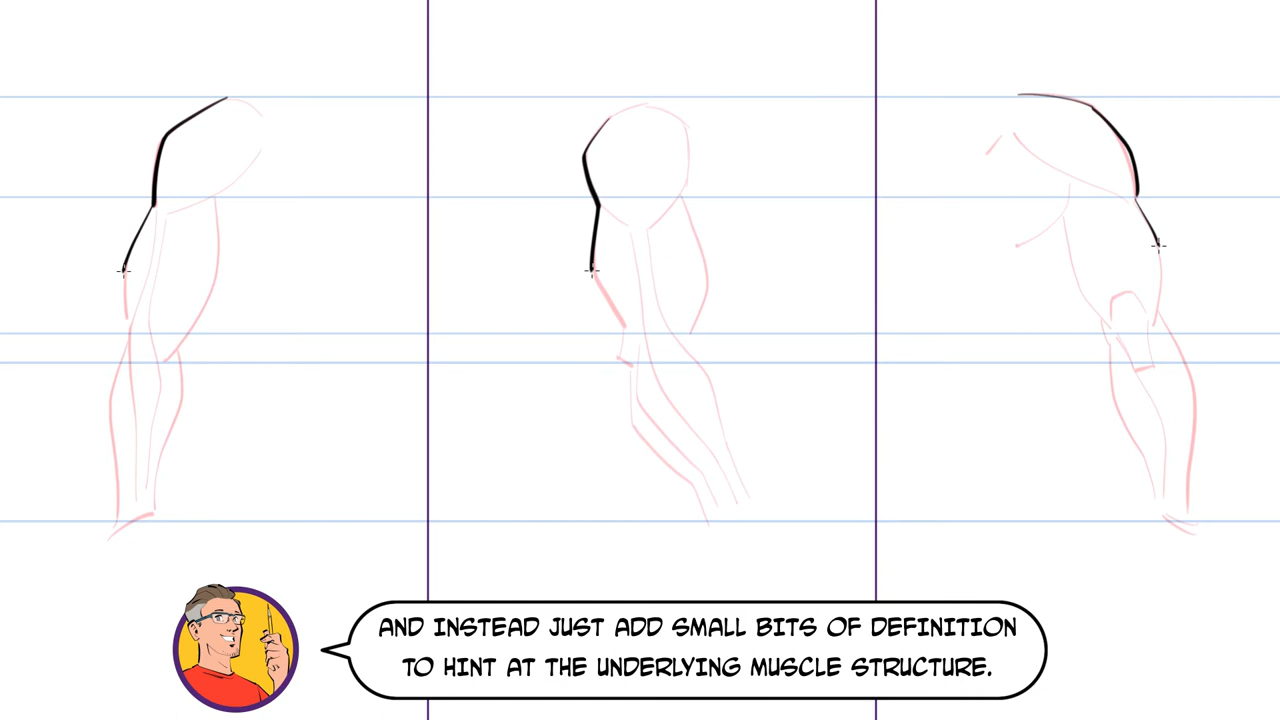 AND INSTEAD JUST ADD SMALL BITS OF DEFINITION
TO HINT AT THE UNDERLYING MUSCLE STRUCTURE.